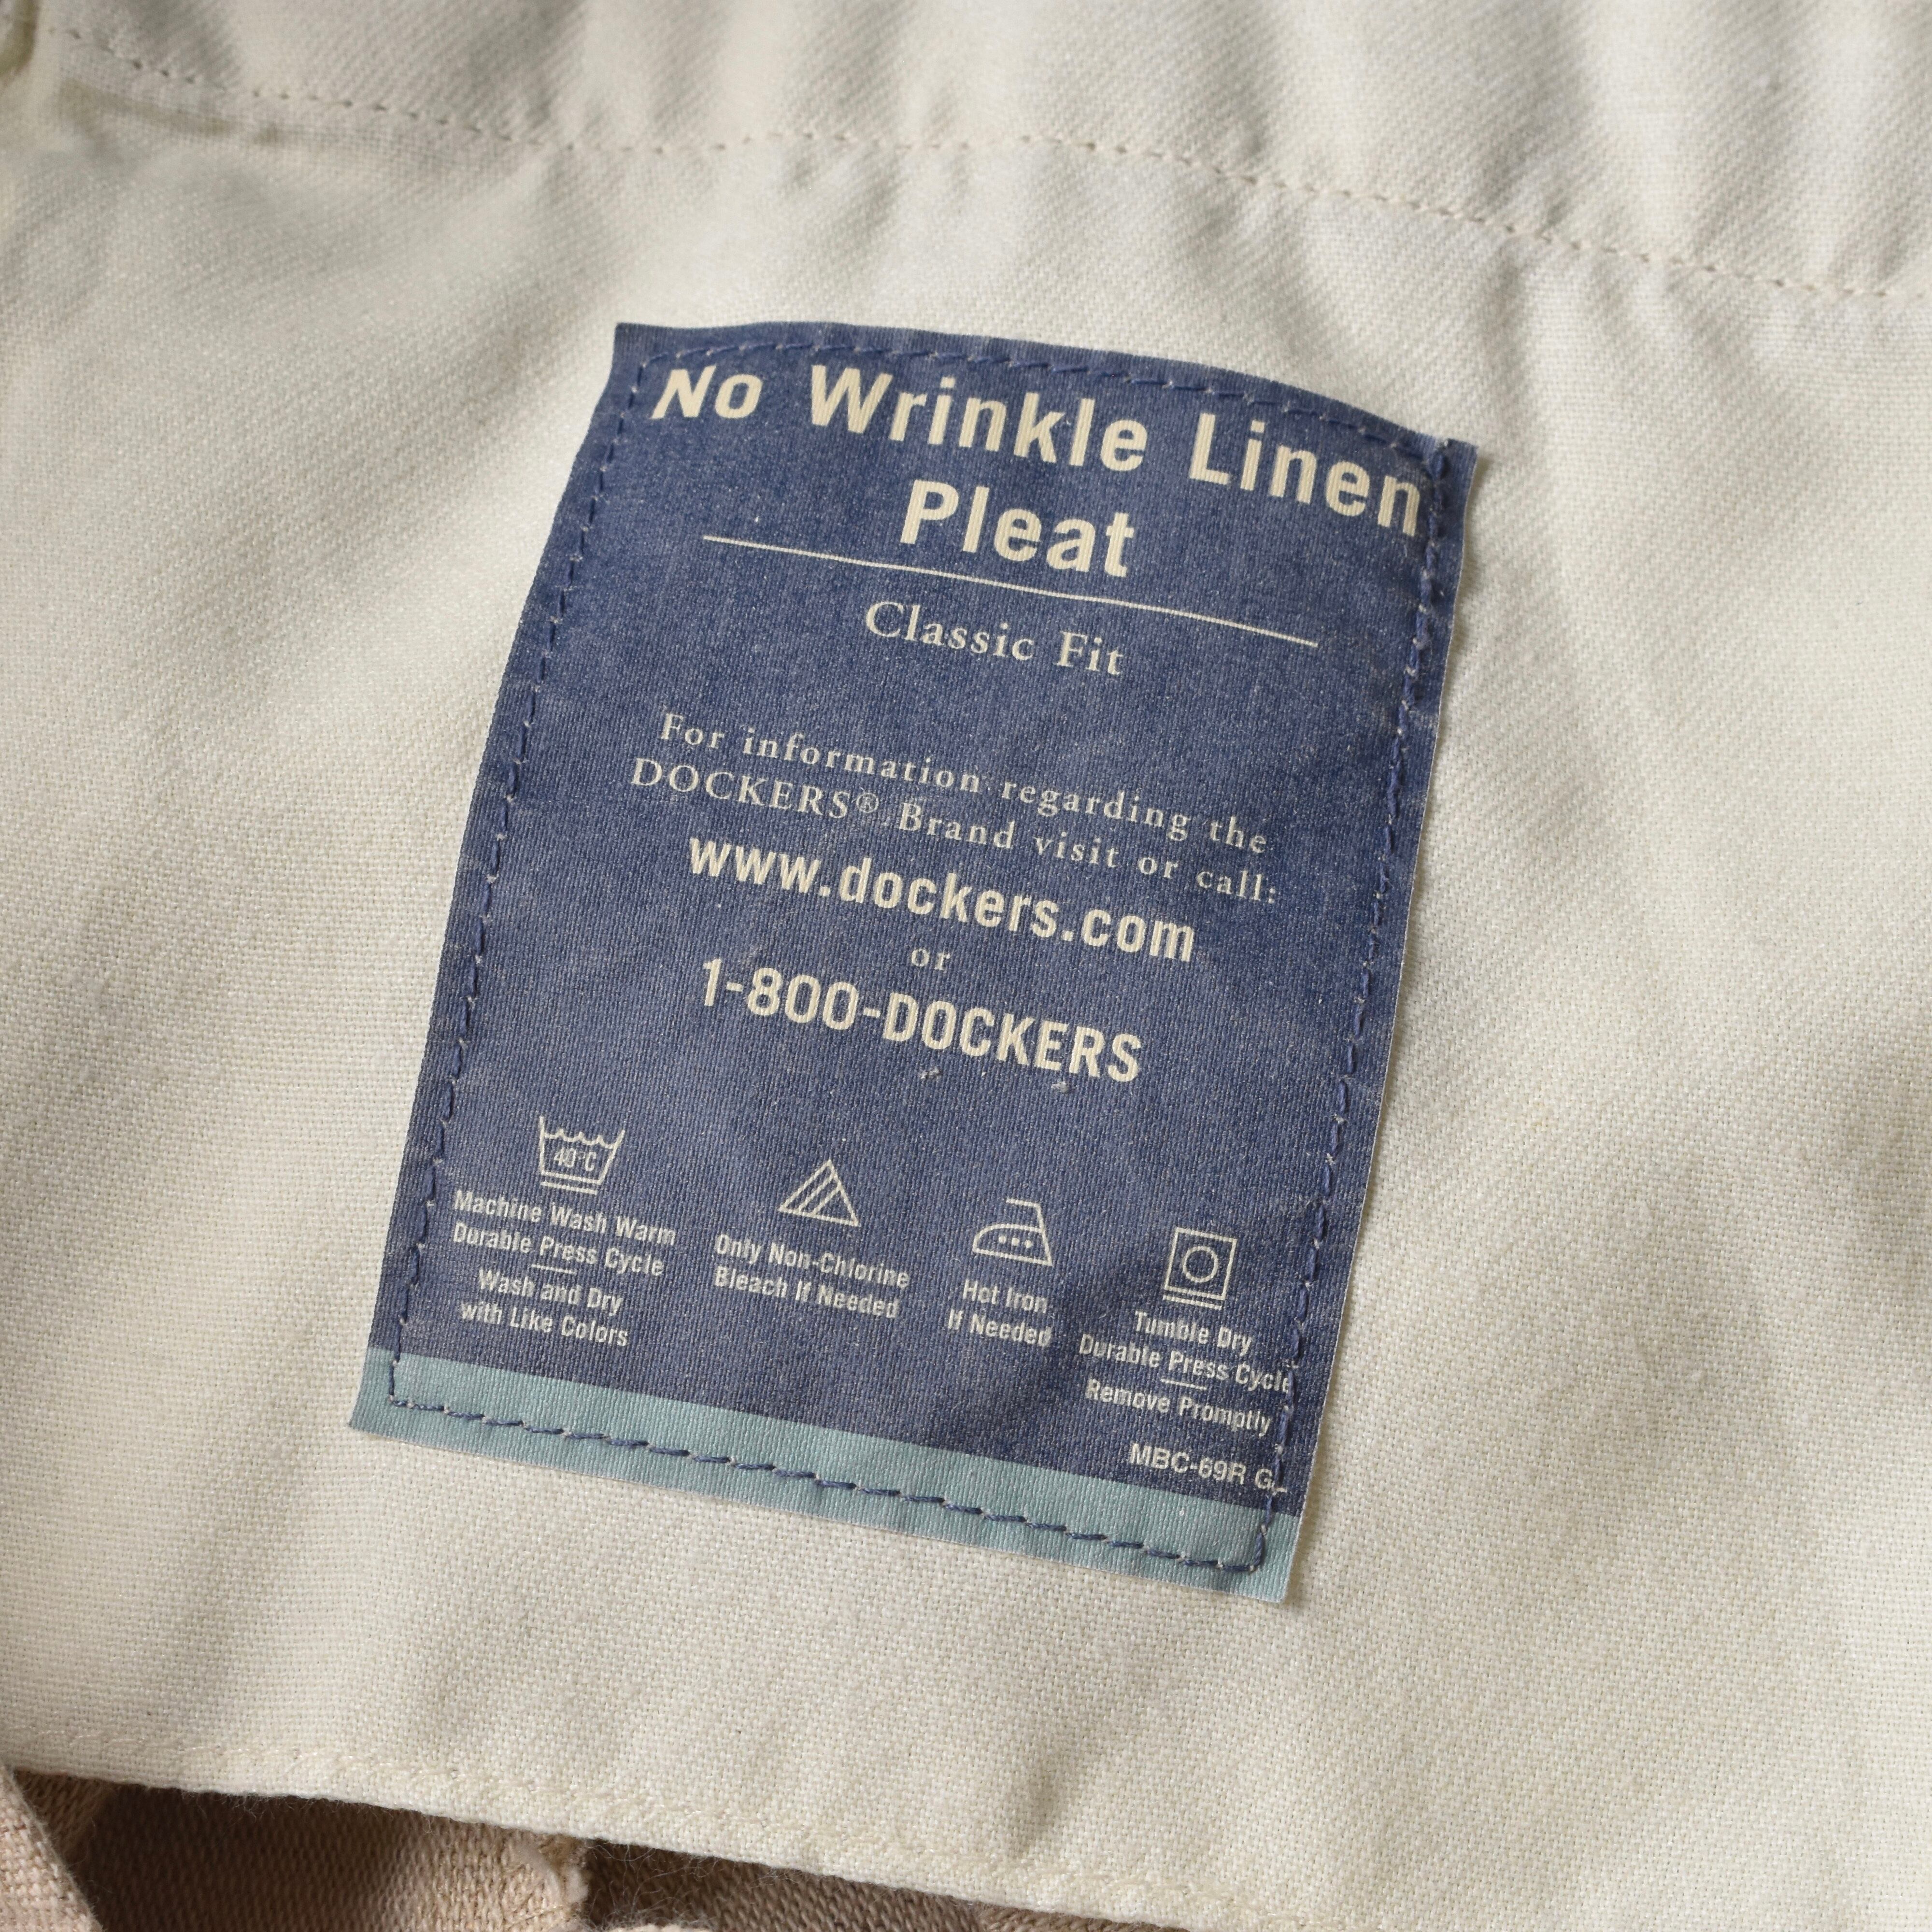 No Wrinkle Linen
Pleat
Classic Fit
For information regarding the
DOCKERS® Brand visit or call:
www.dockers.com
or
1-800-DOCKERS
40°C
Machine Wash Warm
Durable Press Cycle
Wash and Dry
with Like Colors
Only Non-Chlorine
Bleach If Needed
Hot Iron
If Needed
Tumble Dry
Durable Press Cycle
Remove Promptly
MBC-69R G